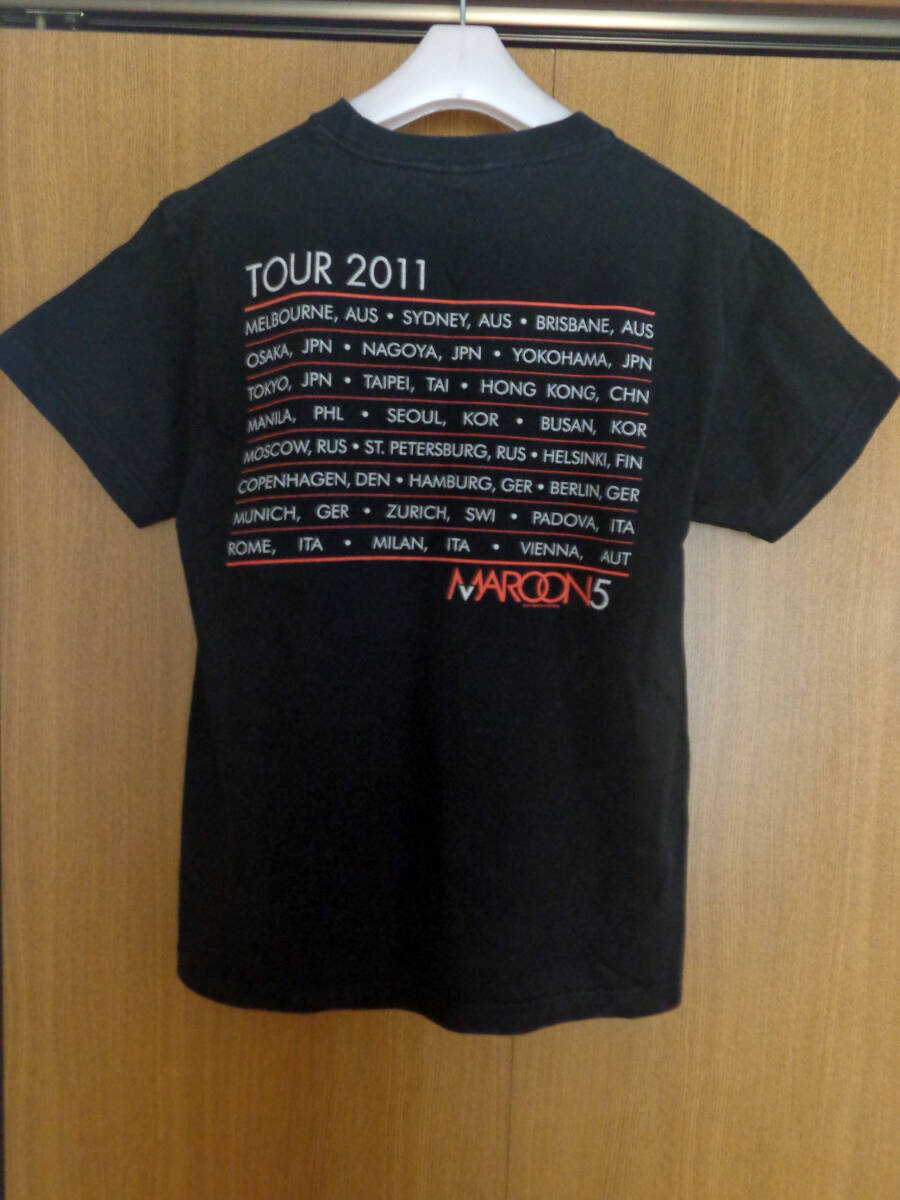 TOUR 2011
MELBOURNE, AUS • SYDNEY, AUS • BRISBANE, AUS
OSAKA, JPN • NAGOYA, JPN • YOKOHAMA, JPN
TOKYO, JPN • TAIPEI, TAI • HONG KONG, CHN
MANILA, PHL • SEOUL, KOR • BUSAN, KOR
MOSCOW, RUS • ST. PETERSBURG, RUS • HELSINKI, FIN
COPENHAGEN, DEN • HAMBURG, GER • BERLIN, GER
MUNICH, GER • ZURICH, SWI • PADOVA, ITA
ROME, ITA • MILAN, ITA • VIENNA, AUT
MAROON5